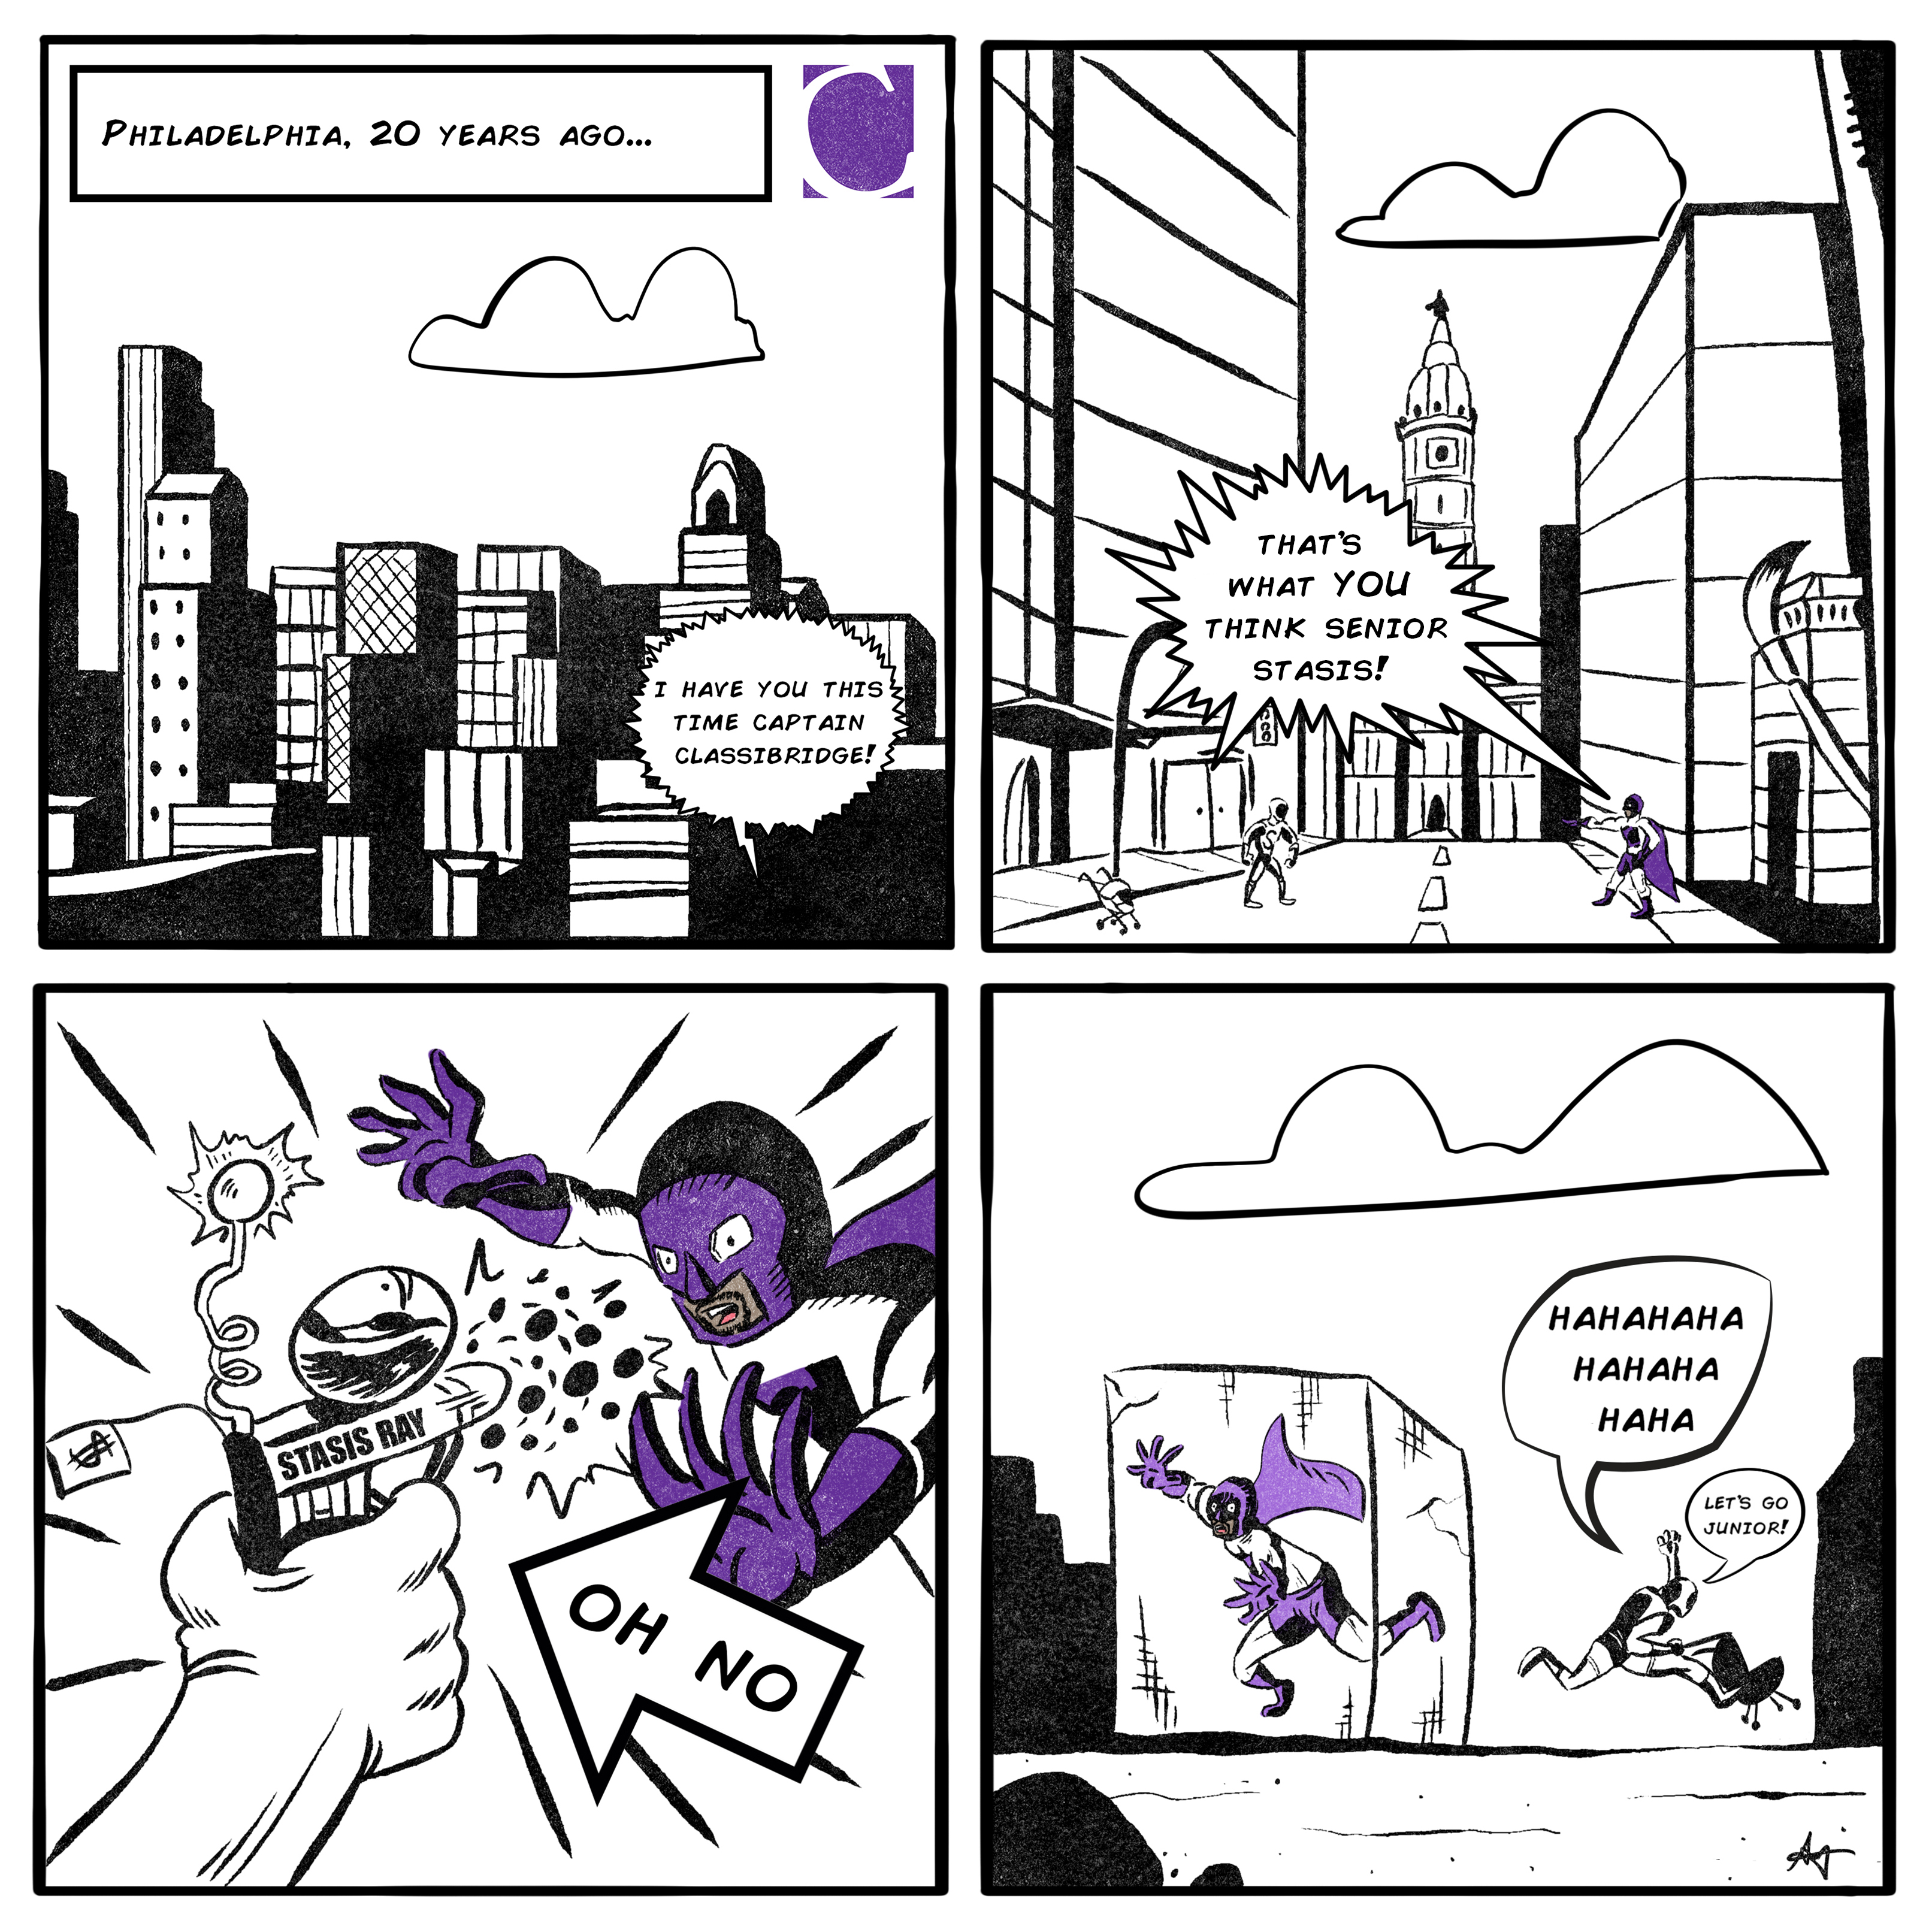 PHILADELPHIA, 20 YEARS AGO...
C
I HAVE YOU THIS
TIME CAPTAIN
CLASSIBRIDGE!
THAT'S
WHAT YOU
THINK SENIOR
STASIS!
$
STASIS RAY
OH NO
HAHAHAHA
HAHAHA
HAHA
LET'S GO
JUNIOR!